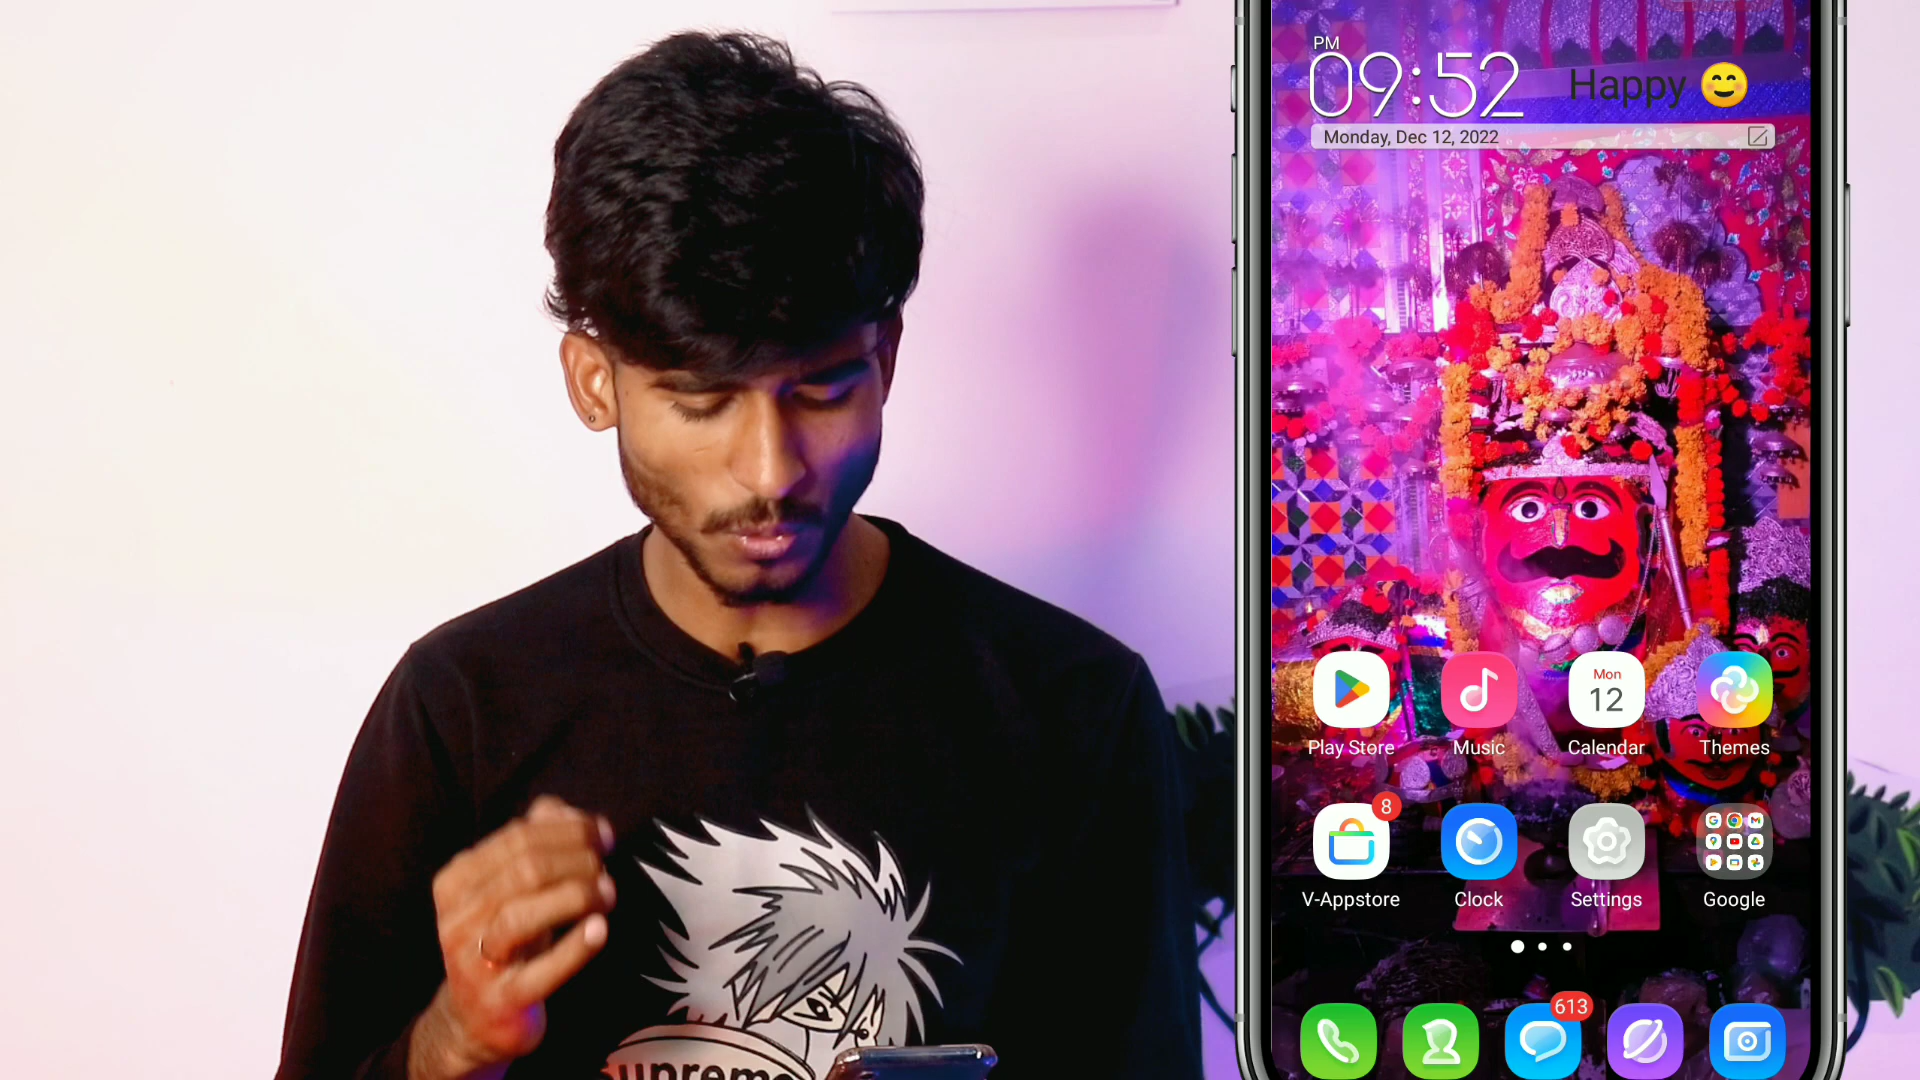 PM
09:52
Happy 😊
Monday, Dec 12, 2022
Mon
12
Play Store
Music
Calendar
Themes
8
V-Appstore
Clock
Settings
Google
613
supreme